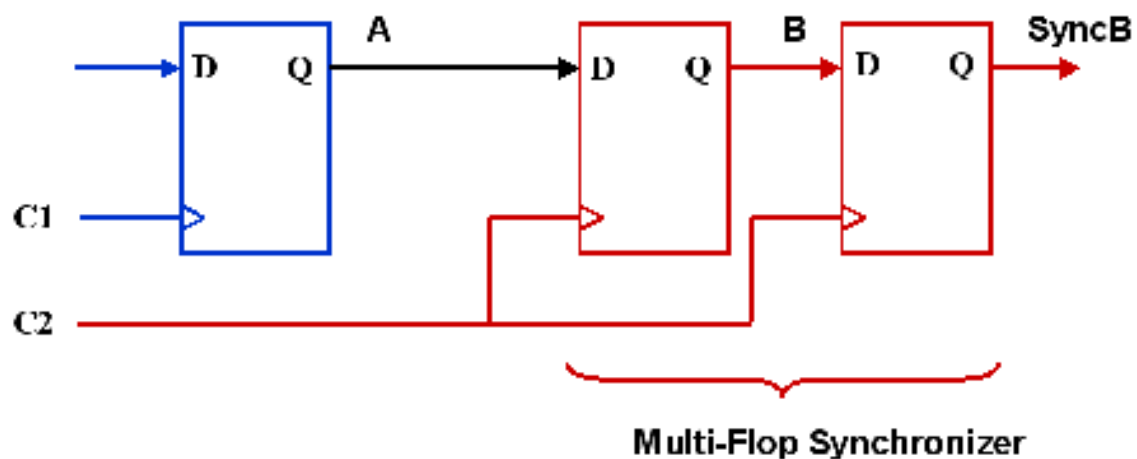 A B SyncB
D Q D Q D Q
C1
C2
Multi-Flop Synchronizer